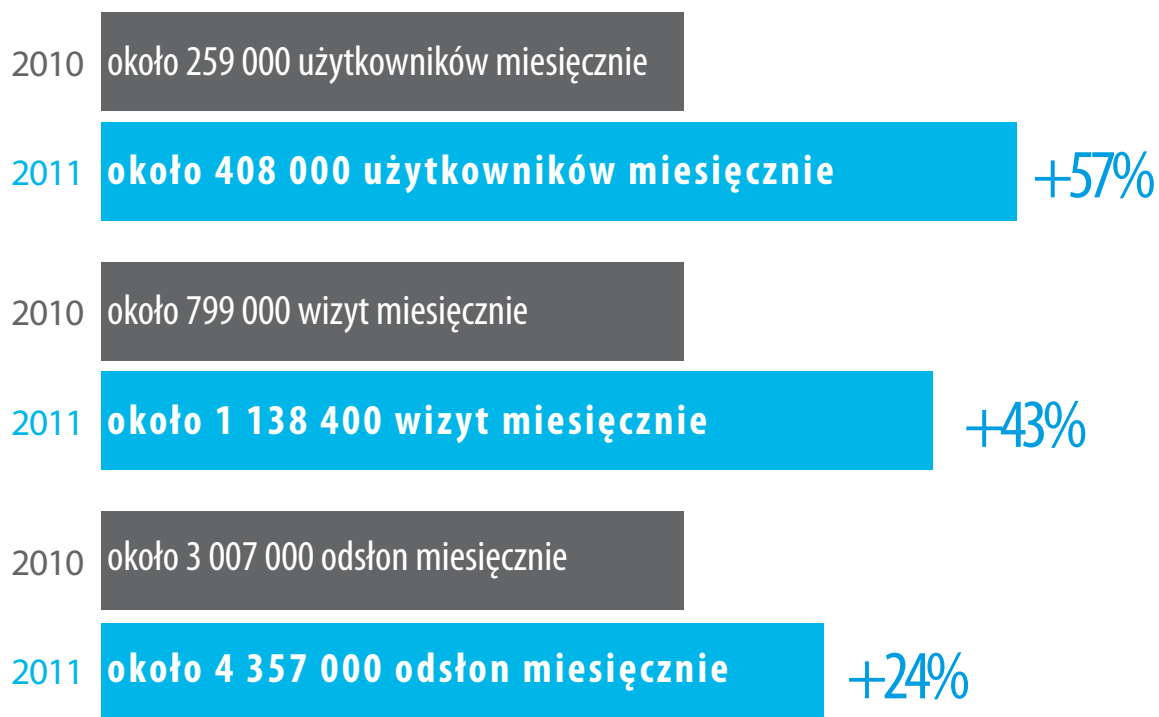 2010 około 259 000 użytkowników miesięcznie
2011 około 408 000 użytkowników miesięcznie +57%
2010 około 799 000 wizyt miesięcznie
2011 około 1 138 400 wizyt miesięcznie +43%
2010 około 3 007 000 odsłon miesięcznie
2011 około 4 357 000 odsłon miesięcznie +24%